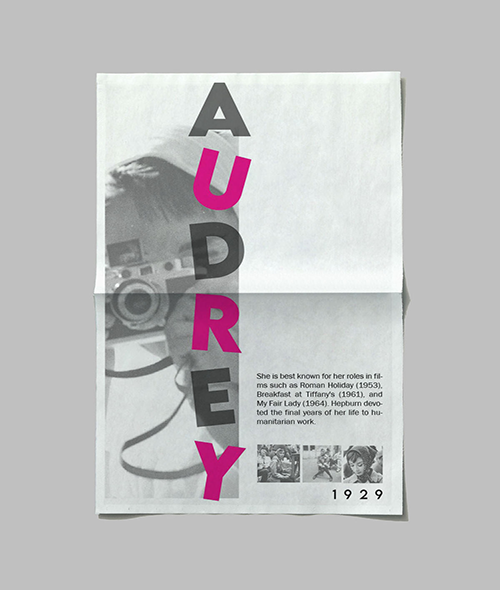 AUDREY
She is best known for her roles in fil-
ms such as Roman Holiday (1953),
Breakfast at Tiffany's (1961), and
My Fair Lady (1964). Hepburn devo-
ted the final years of her life to hu-
manitarian work.
1929